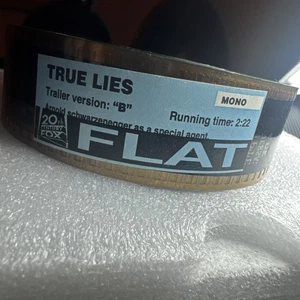 TRUE LIES
MONO
Trailer version: "B"
Running time: 2:22
Arnold schwarzenegger as a special agent
20th
CENTURY
FOX
FLAT